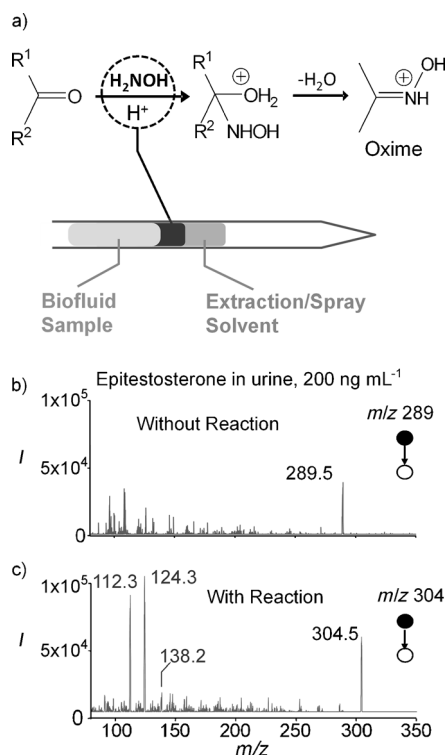 a)
R¹
R²
O
H₂NOH
H⁺
R¹
⊕
OH₂
R²
NHOH
-H₂O
OH
⊕
NH
Oxime
Biofluid
Sample
Extraction/Spray
Solvent
b)
Epitestosterone in urine, 200 ng mL⁻¹
1x10⁵
Without Reaction
m/z 289
I
5x10⁴
289.5
0
c)
112.3
124.3
1x10⁵
With Reaction
m/z 304
I
5x10⁴
138.2
304.5
0
100 150 200 250 300 350
m/z